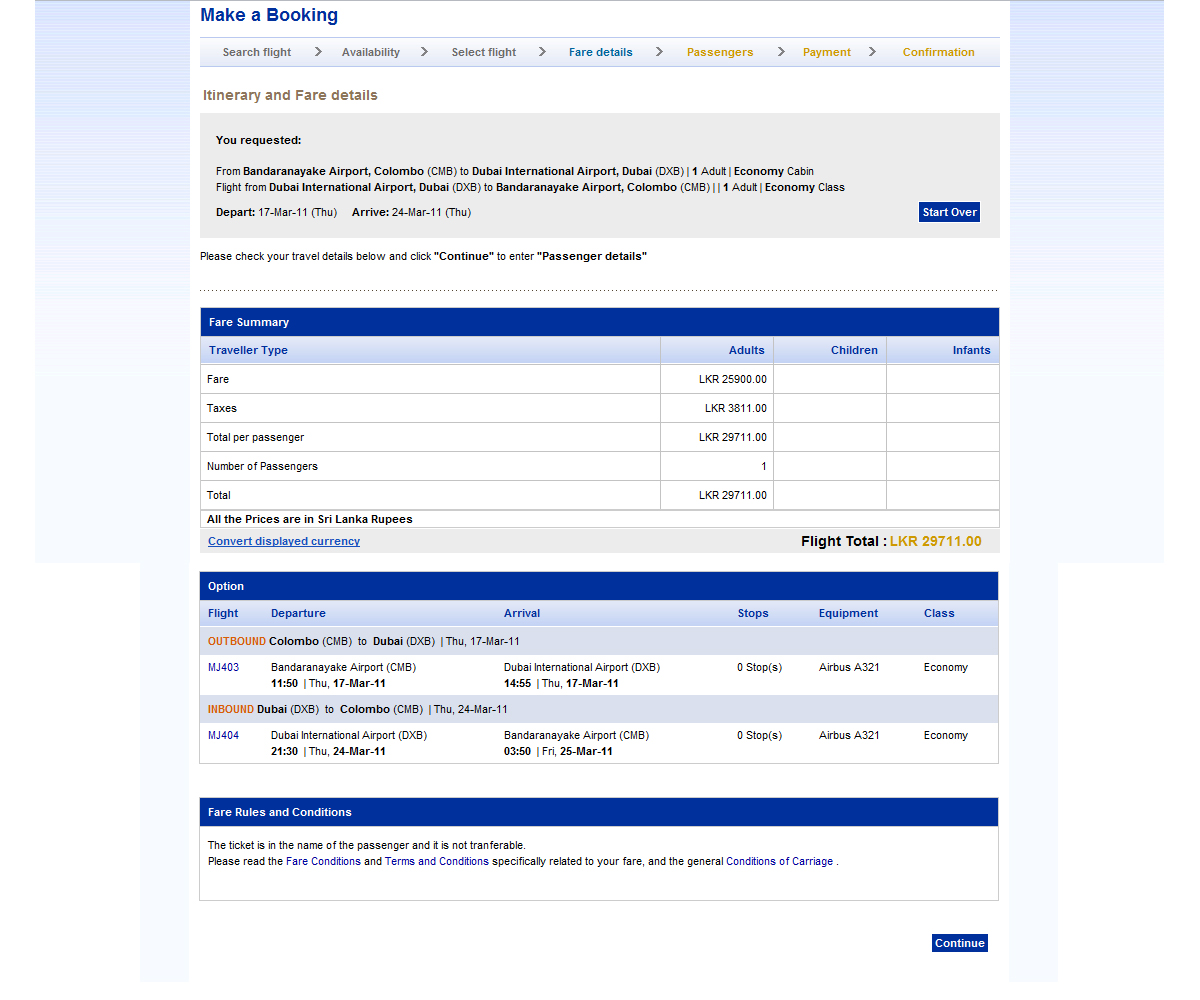 Make a Booking
Search flight > Availability > Select flight > Fare details > Passengers > Payment > Confirmation
Itinerary and Fare details
You requested:
From Bandaranayake Airport, Colombo (CMB) to Dubai International Airport, Dubai (DXB) | 1 Adult | Economy Cabin
Flight from Dubai International Airport, Dubai (DXB) to Bandaranayake Airport, Colombo (CMB) | | 1 Adult | Economy Class
Depart: 17-Mar-11 (Thu) Arrive: 24-Mar-11 (Thu) Start Over
Please check your travel details below and click "Continue" to enter "Passenger details"
Fare Summary
Traveller Type Adults Children Infants
Fare LKR 25900.00
Taxes LKR 3811.00
Total per passenger LKR 29711.00
Number of Passengers 1
Total LKR 29711.00
All the Prices are in Sri Lanka Rupees
Convert displayed currency Flight Total : LKR 29711.00
Option
Flight Departure Arrival Stops Equipment Class
OUTBOUND Colombo (CMB) to Dubai (DXB) | Thu, 17-Mar-11
MJ403 Bandaranayake Airport (CMB) Dubai International Airport (DXB) 0 Stop(s) Airbus A321 Economy
11:50 | Thu, 17-Mar-11 14:55 | Thu, 17-Mar-11
INBOUND Dubai (DXB) to Colombo (CMB) | Thu, 24-Mar-11
MJ404 Dubai International Airport (DXB) Bandaranayake Airport (CMB) 0 Stop(s) Airbus A321 Economy
21:30 | Thu, 24-Mar-11 03:50 | Fri, 25-Mar-11
Fare Rules and Conditions
The ticket is in the name of the passenger and it is not tranferable.
Please read the Fare Conditions and Terms and Conditions specifically related to your fare, and the general Conditions of Carriage .
Continue